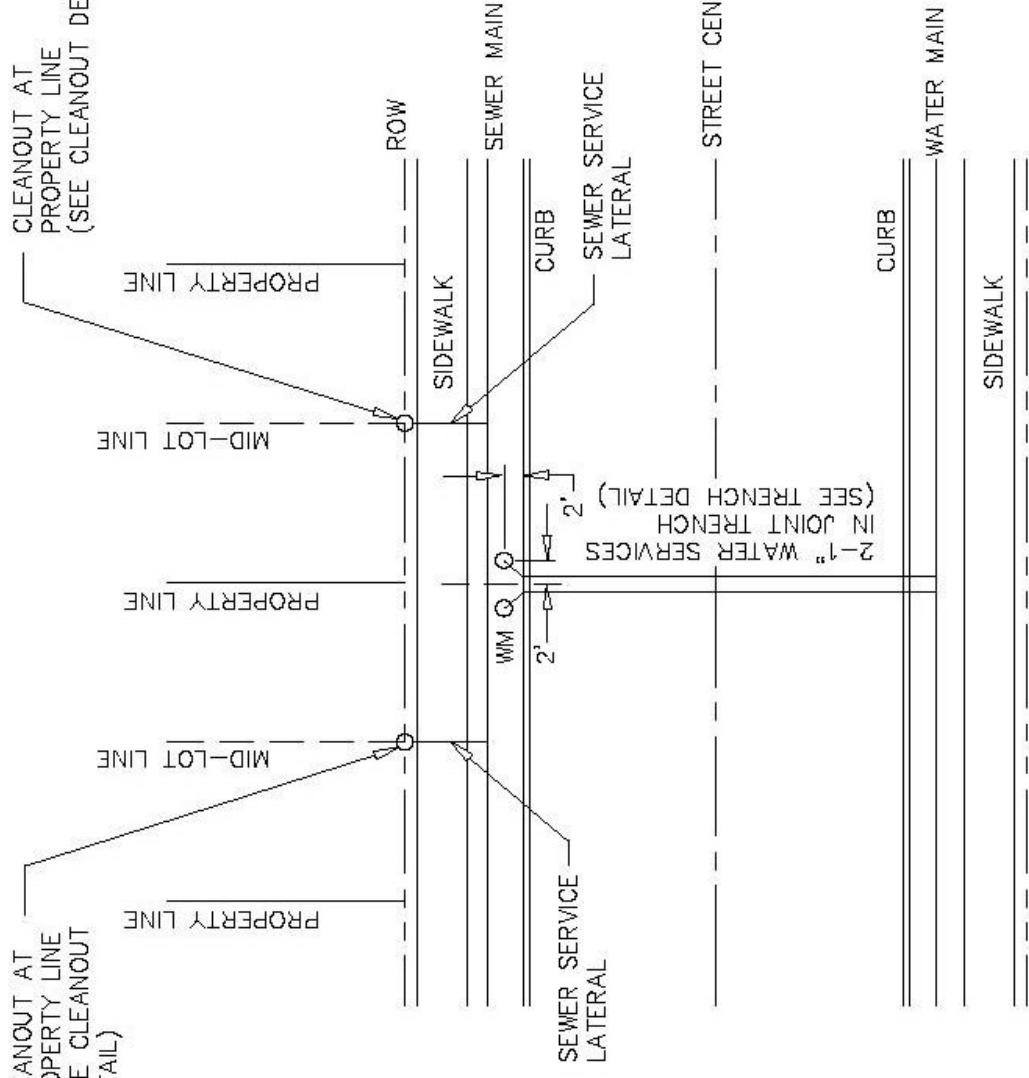 CLEANOUT AT
PROPERTY LINE
(SEE CLEANOUT DE
ANOUT AT
OPERTY LINE
E CLEANOUT
TAIL)
PROPERTY LINE
MID-LOT LINE
PROPERTY LINE
MID-LOT LINE
PROPERTY LINE
ROW
SIDEWALK
SEWER MAIN
CURB
SEWER SERVICE
LATERAL
WM
2'
2'
2-1" WATER SERVICES
IN JOINT TRENCH
(SEE TRENCH DETAIL)
SEWER SERVICE
LATERAL
STREET CEN
CURB
WATER MAIN
SIDEWALK